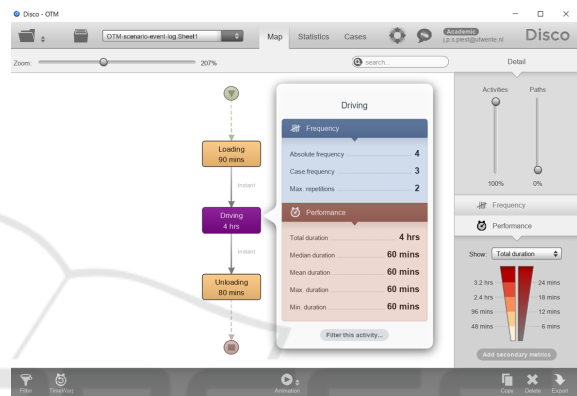 Disco - OTM
OTM-scenario-event-log Sheet1
Map
Statistics
Cases
Academic
j.p.s.piest@utwente.nl
Disco
Zoom:
207%
search...
Detail
Loading
90 mins
Instant
Driving
4 hrs
Instant
Unloading
80 mins
Driving
Frequency
Absolute frequency 4
Case frequency 3
Max. repetitions 2
Performance
Total duration 4 hrs
Median duration 60 mins
Mean duration 60 mins
Max. duration 60 mins
Min. duration 60 mins
Filter this activity...
Activities Paths
100% 0%
Frequency
Performance
Show: Total duration
3.2 hrs 24 mins
2.4 hrs 18 mins
96 mins 12 mins
48 mins 6 mins
Add secondary metrics
Filter
TimeWarp
Animation
Copy
Delete
Export